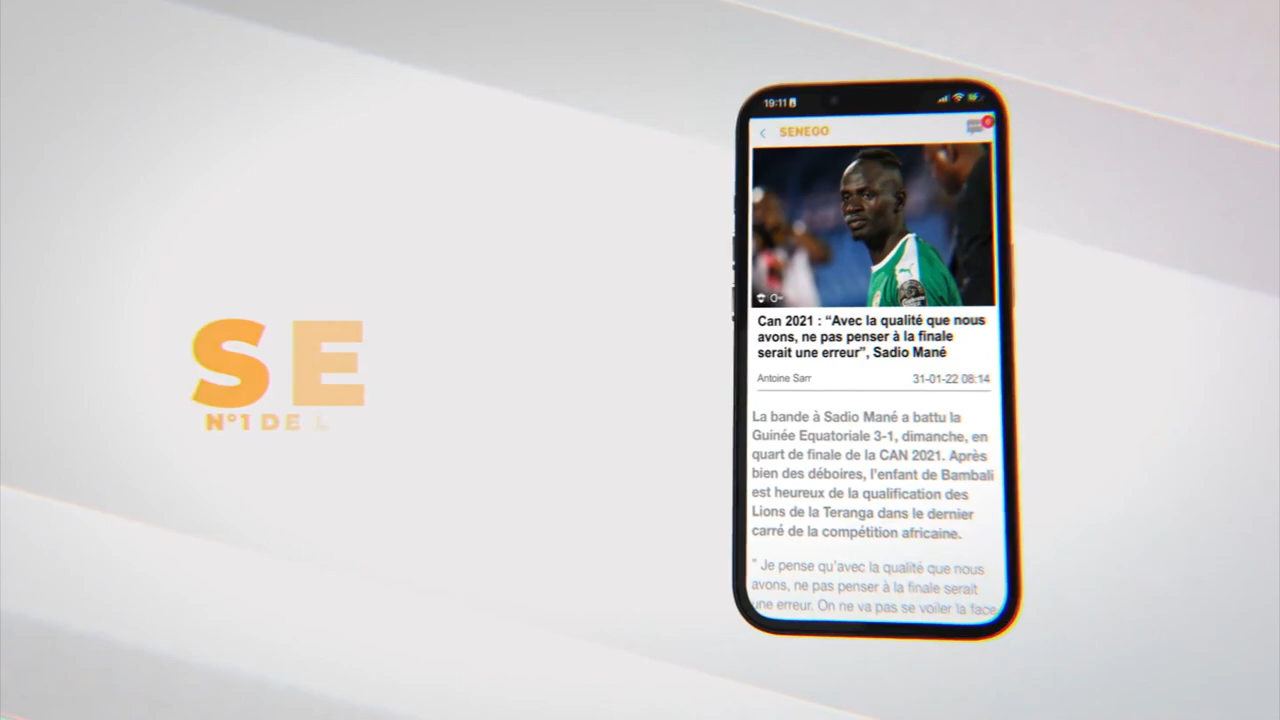 SE
N°1 DE L
19:11
SENEGO
Can 2021 : “Avec la qualité que nous
avons, ne pas penser à la finale
serait une erreur”, Sadio Mané
Antoine Sarr
31-01-22 08:14
La bande à Sadio Mané a battu la
Guinée Equatoriale 3-1, dimanche, en
quart de finale de la CAN 2021. Après
bien des déboires, l'enfant de Bambali
est heureux de la qualification des
Lions de la Teranga dans le dernier
carré de la compétition africaine.
" Je pense qu'avec la qualité que nous
avons, ne pas penser à la finale serait
une erreur. On ne va pas se voiler la face